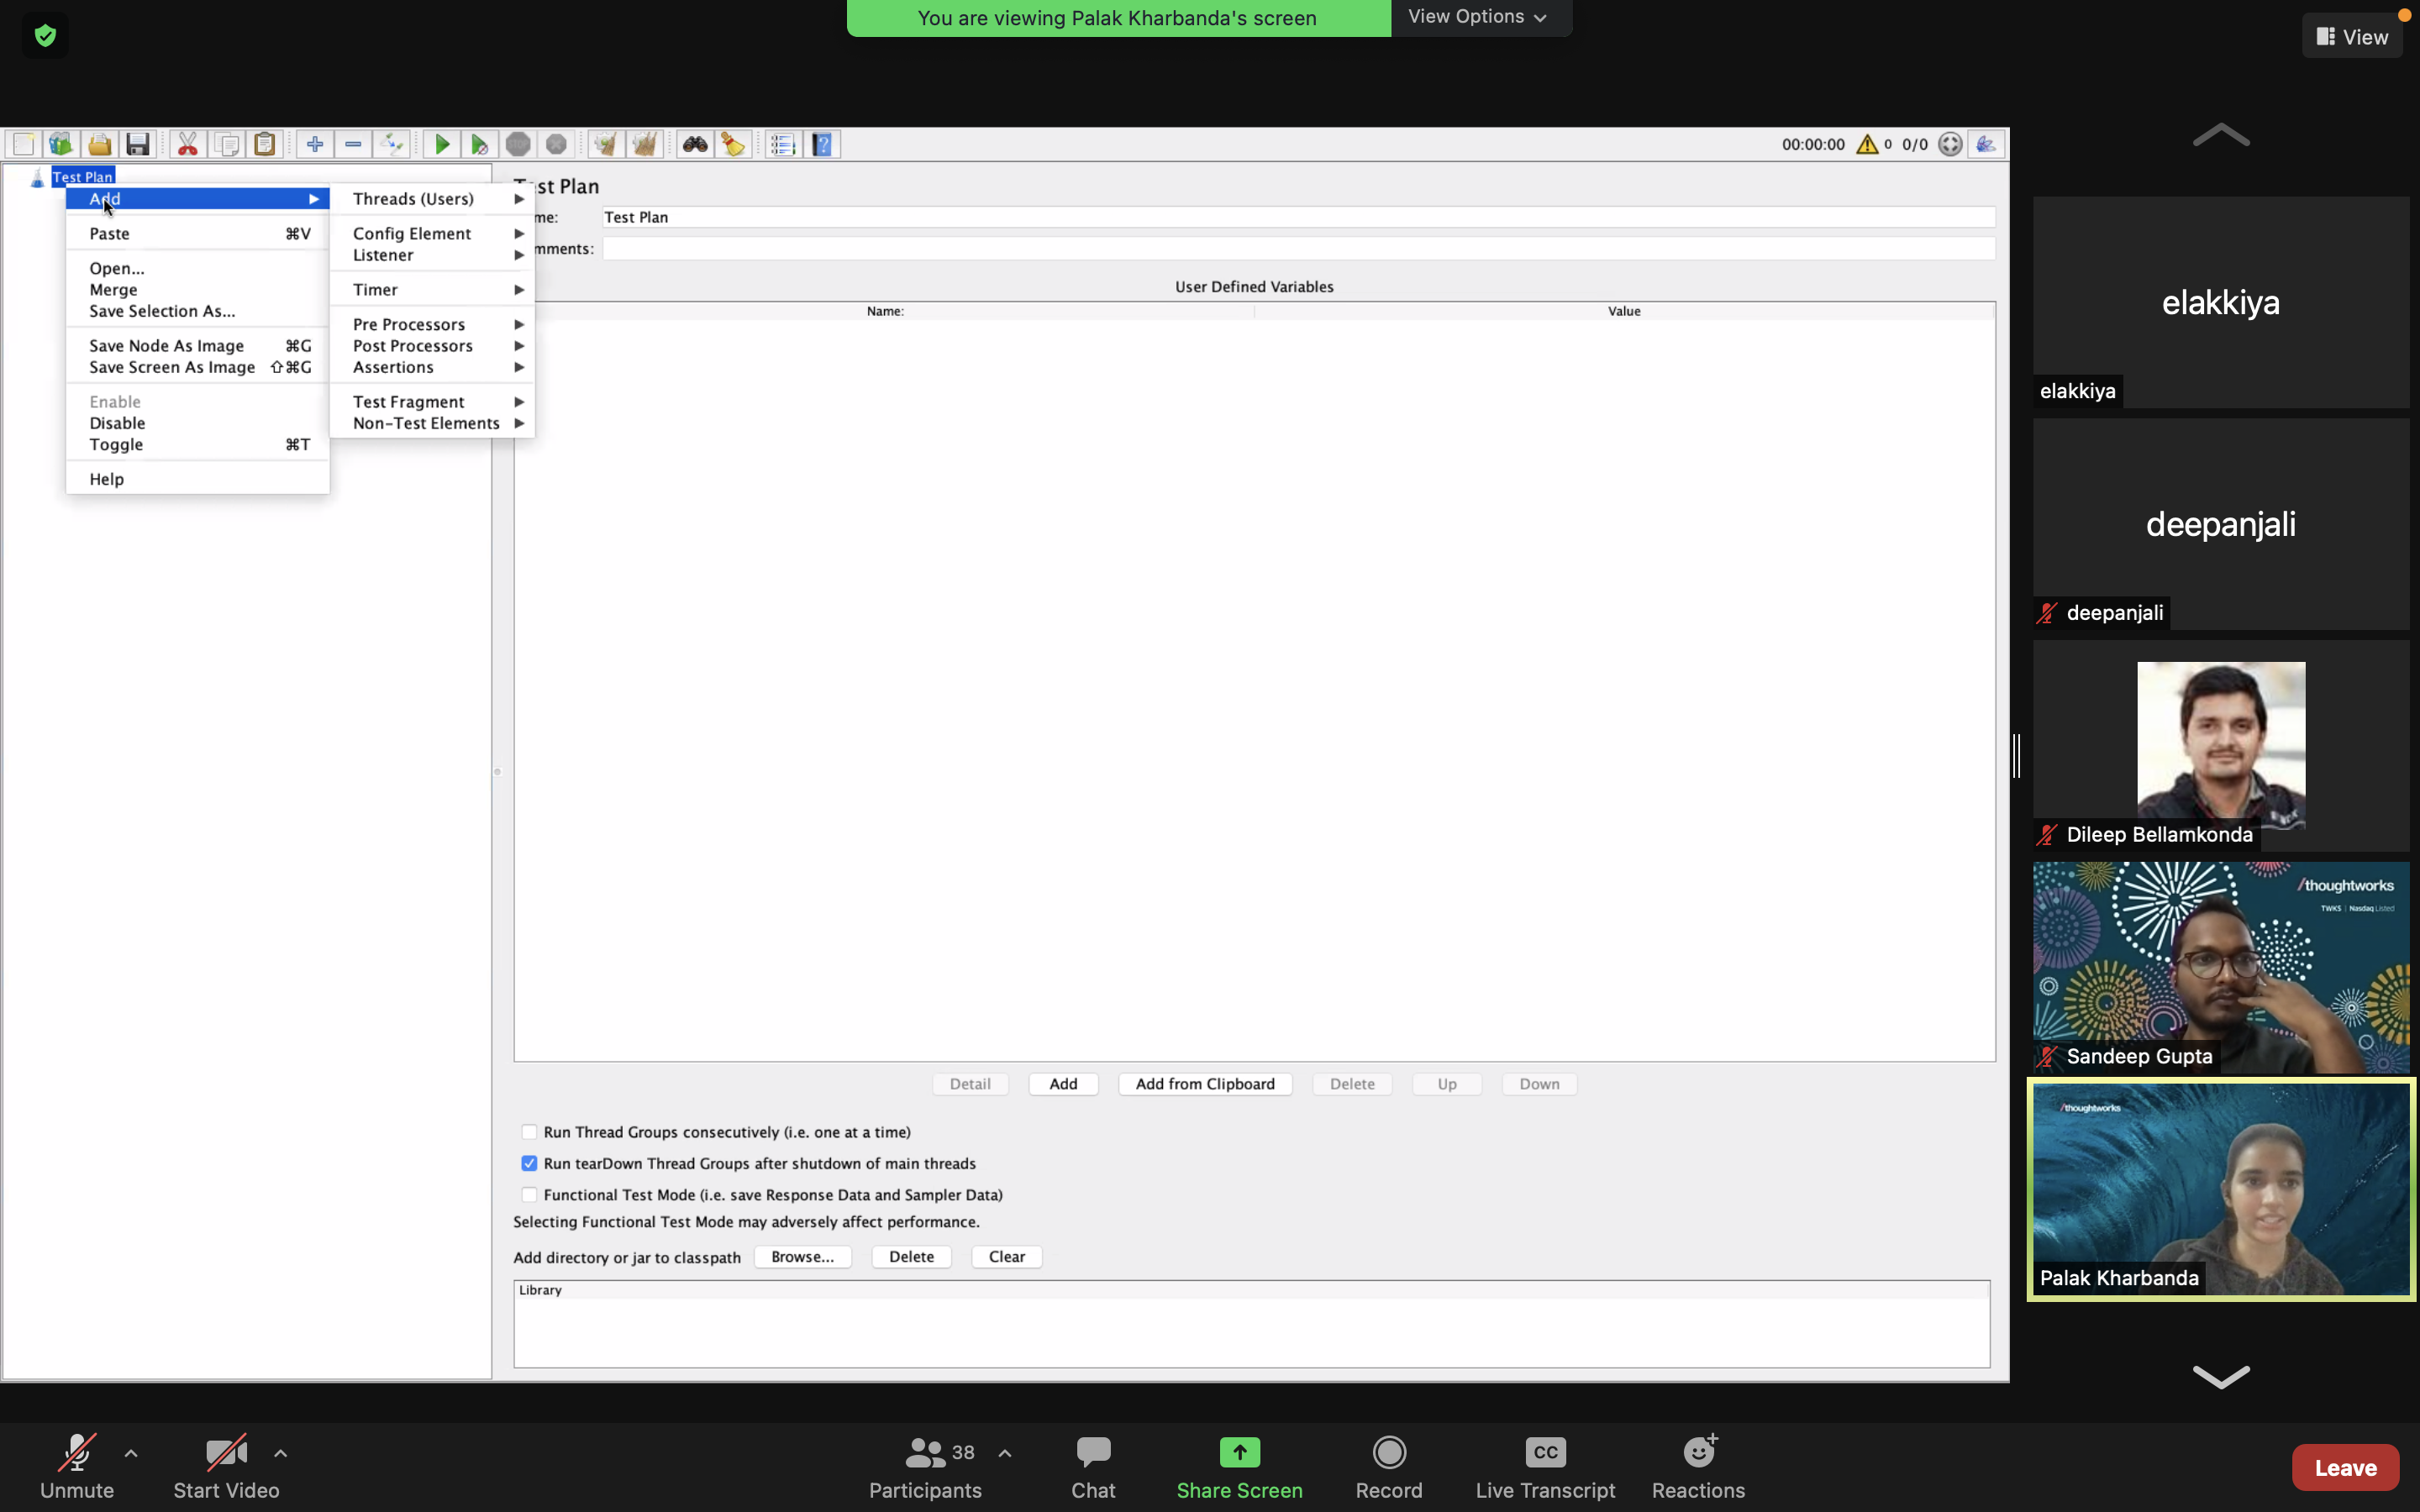 You are viewing Palak Kharbanda's screen
View Options
View
00:00:00
0
0/0
Test Plan
Add
Paste ⌘V
Open...
Merge
Save Selection As...
Save Node As Image ⌘G
Save Screen As Image ⇧⌘G
Enable
Disable
Toggle ⌘T
Help
Threads (Users)
Config Element
Listener
Timer
Pre Processors
Post Processors
Assertions
Test Fragment
Non-Test Elements
st Plan
me: Test Plan
mments:
User Defined Variables
Name: Value
Detail Add Add from Clipboard Delete Up Down
Run Thread Groups consecutively (i.e. one at a time)
Run tearDown Thread Groups after shutdown of main threads
Functional Test Mode (i.e. save Response Data and Sampler Data)
Selecting Functional Test Mode may adversely affect performance.
Add directory or jar to classpath Browse... Delete Clear
Library
elakkiya
elakkiya
deepanjali
deepanjali
Dileep Bellamkonda
/thoughtworks
TWKS | Nasdaq Listed
Sandeep Gupta
/thoughtworks
Palak Kharbanda
Unmute
Start Video
38
Participants
Chat
Share Screen
Record
CC
Live Transcript
Reactions
Leave